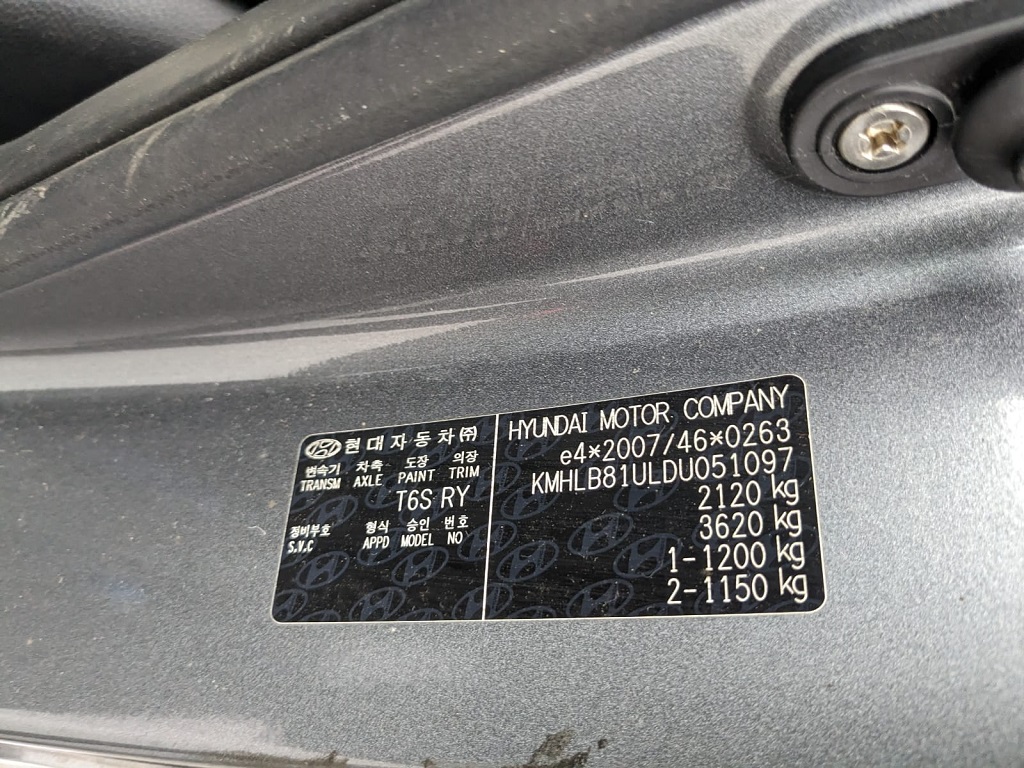 현대자동차(주)
변속기 차축 도장 의장
TRANSM AXLE PAINT TRIM
T6S RY
정비부호 형식 승인 번호
S.V.C APPD MODEL NO
HYUNDAI MOTOR COMPANY
e4*2007/46*0263
KMHLB81ULDU051097
2120 kg
3620 kg
1-1200 kg
2-1150 kg